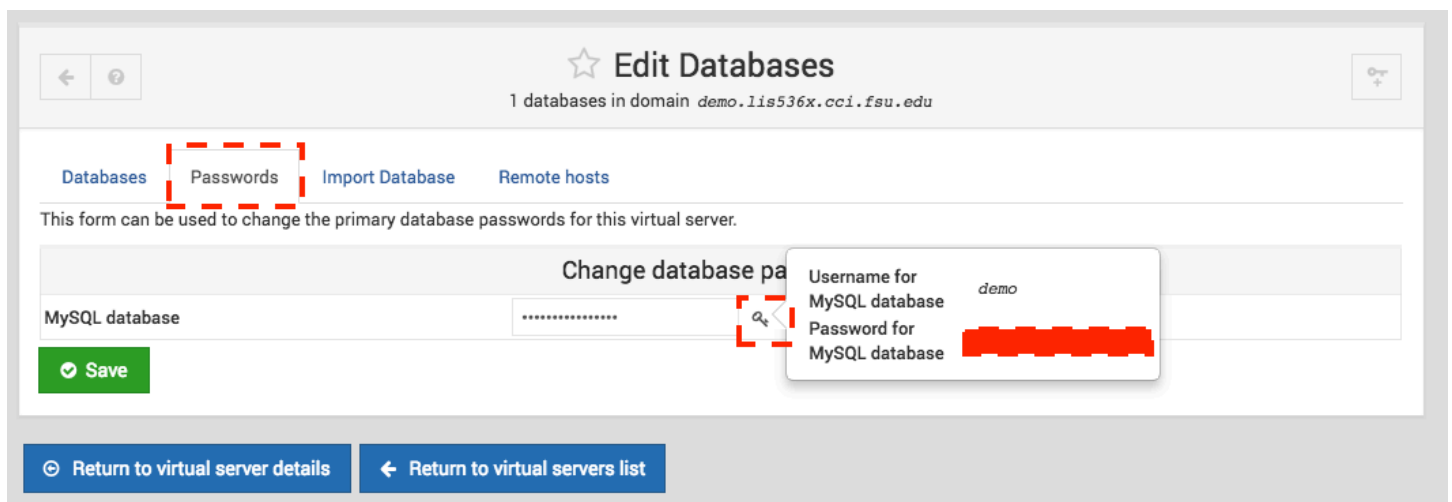 Edit Databases
1 databases in domain demo.lis536x.cci.fsu.edu
Databases Passwords Import Database Remote hosts
This form can be used to change the primary database passwords for this virtual server.
Change database pa
MySQL database ••••••••••••••••
Username for
MySQL database
demo
Password for
MySQL database
Save
Return to virtual server details Return to virtual servers list